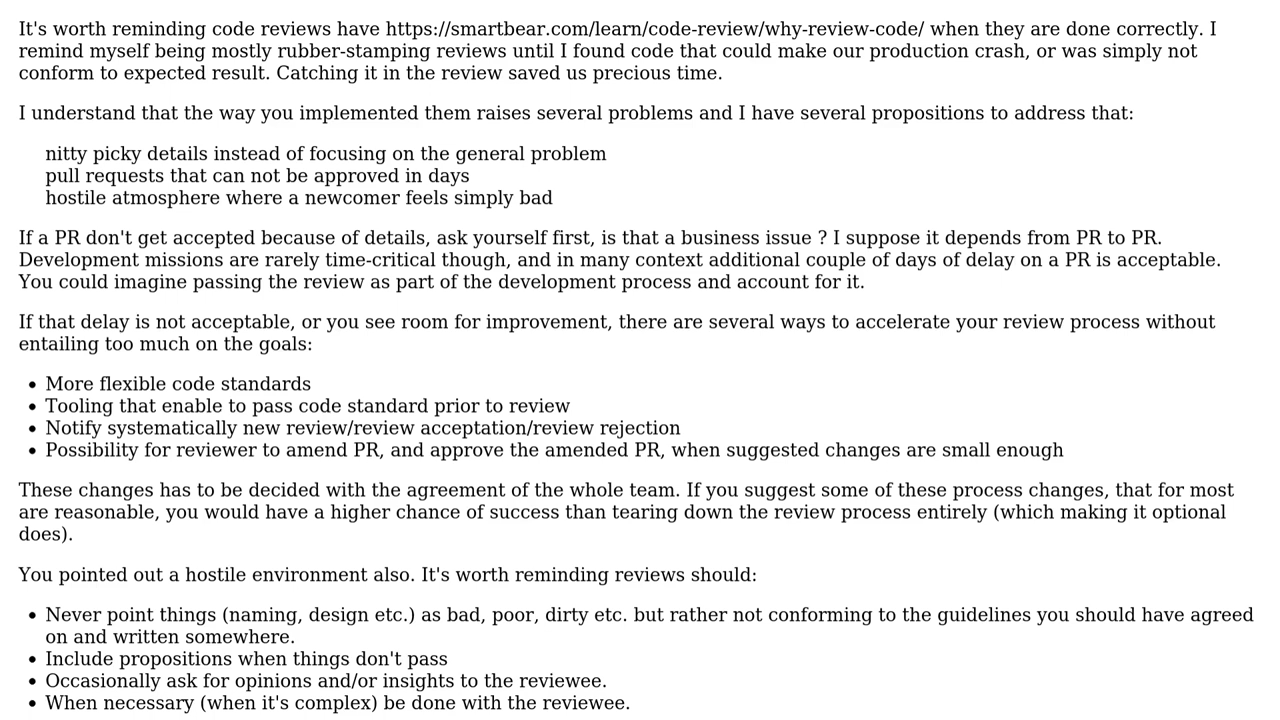 It's worth reminding code reviews have https://smartbear.com/learn/code-review/why-review-code/ when they are done correctly. I
remind myself being mostly rubber-stamping reviews until I found code that could make our production crash, or was simply not
conform to expected result. Catching it in the review saved us precious time.
I understand that the way you implemented them raises several problems and I have several propositions to address that:
nitty picky details instead of focusing on the general problem
pull requests that can not be approved in days
hostile atmosphere where a newcomer feels simply bad
If a PR don't get accepted because of details, ask yourself first, is that a business issue ? I suppose it depends from PR to PR.
Development missions are rarely time-critical though, and in many context additional couple of days of delay on a PR is acceptable.
You could imagine passing the review as part of the development process and account for it.
If that delay is not acceptable, or you see room for improvement, there are several ways to accelerate your review process without
entailing too much on the goals:
• More flexible code standards
• Tooling that enable to pass code standard prior to review
• Notify systematically new review/review acceptation/review rejection
• Possibility for reviewer to amend PR, and approve the amended PR, when suggested changes are small enough
These changes has to be decided with the agreement of the whole team. If you suggest some of these process changes, that for most
are reasonable, you would have a higher chance of success than tearing down the review process entirely (which making it optional
does).
You pointed out a hostile environment also. It's worth reminding reviews should:
• Never point things (naming, design etc.) as bad, poor, dirty etc. but rather not conforming to the guidelines you should have agreed
on and written somewhere.
• Include propositions when things don't pass
• Occasionally ask for opinions and/or insights to the reviewee.
• When necessary (when it's complex) be done with the reviewee.